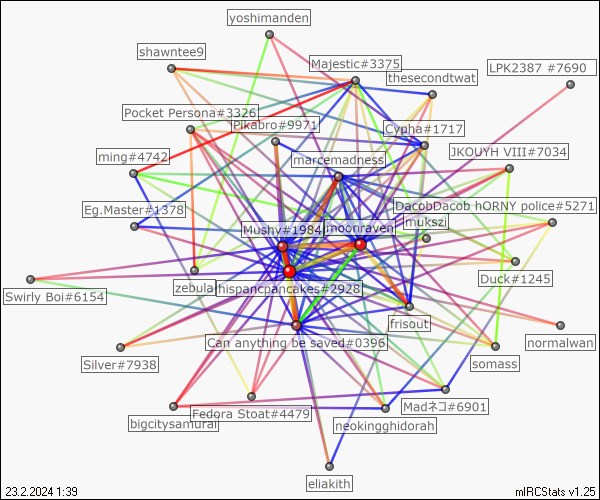 yoshimanden
shawntee9
Majestic#3375
LPK2387 #7690
thesecondtwat
Pocket Persona#3326
Pikabro#9971
Cypha#1717
ming#4742
marcemadness
JKOUYH VIII#7034
Eg.Master#1378
DacobDacob hORNY police#5271
Mushy#1984
moonraven
mukszi
zebulal
hispancpancakes#2928
Duck#1245
Swirly Boi#6154
frisout
Can anything be saved#0396
normalwan
Silver#7938
somass
bigcitysamurai
Fedora Stoat#4479
neokingghidorah
Madネコ#6901
eliakith
23.2.2024 1:39
mIRCStats v1.25